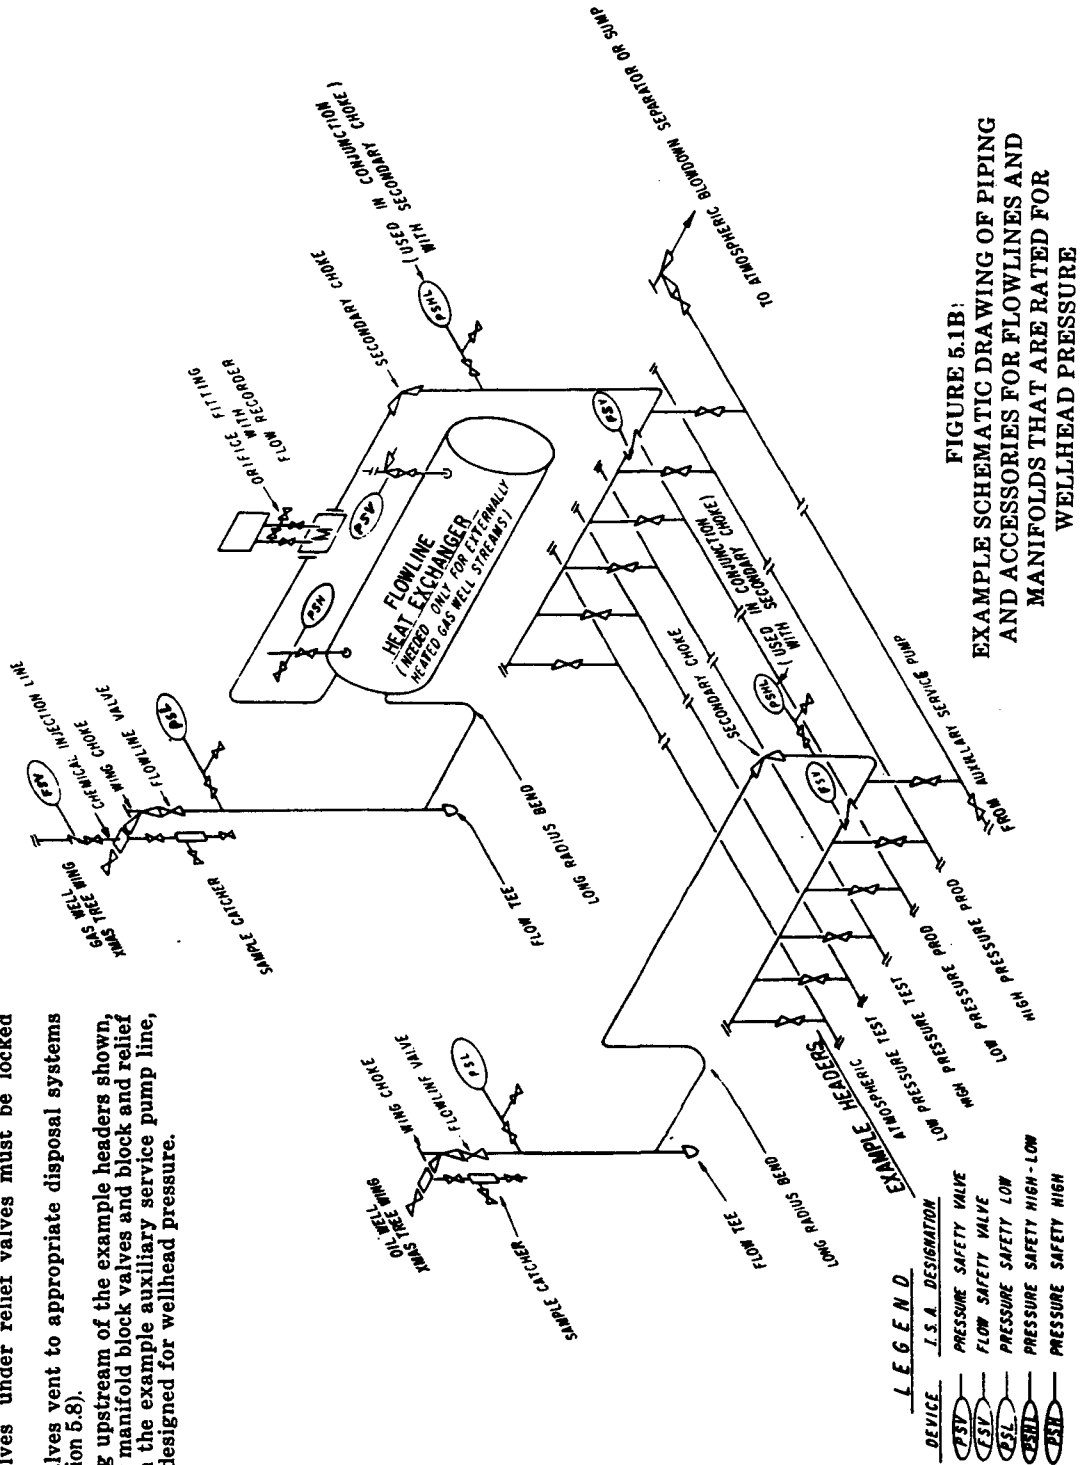 lves under relief valves must be locked
lves vent to appropriate disposal systems
ion 5.8).
g upstream of the example headers shown,
manifold block valves and block and relief
n the example auxiliary service pump line,
designed for wellhead pressure.
GAS WELL
XMAS TREE WING
FSV
CHEMICAL INJECTION LINE
WING CHOKE
FLOWLINE VALVE
PSL
SAMPLE CATCHER
FLOW TEE
LONG RADIUS BEND
PSH
ORIFICE FITTING
WITH
FLOW RECORDER
M
PSV
FLOWLINE
HEAT EXCHANGER
(NEEDED ONLY FOR EXTERNALLY
HEATED GAS WELL STREAMS)
SECONDARY CHOKE
PSHL
(USED IN CONJUNCTION
WITH SECONDARY CHOKE)
FSV
TO ATMOSPHERIC BLOWDOWN SEPARATOR OR SUMP
OIL WELL
XMAS TREE WING
WING CHOKE
FLOWLINE VALVE
PSL
SAMPLE CATCHER
FLOW TEE
LONG RADIUS BEND
SECONDARY CHOKE
PSHL
(USED IN CONJUNCTION
WITH SECONDARY CHOKE)
FSV
FROM AUXILLARY SERVICE PUMP
EXAMPLE HEADERS
ATMOSPHERIC
LOW PRESSURE TEST
HIGH PRESSURE TEST
LOW PRESSURE PROD
HIGH PRESSURE PROD
LEGEND
DEVICE I.S.A. DESIGNATION
PSV PRESSURE SAFETY VALVE
FSV FLOW SAFETY VALVE
PSL PRESSURE SAFETY LOW
PSHL PRESSURE SAFETY HIGH-LOW
PSH PRESSURE SAFETY HIGH
FIGURE 5.1B:
EXAMPLE SCHEMATIC DRAWING OF PIPING
AND ACCESSORIES FOR FLOWLINES AND
MANIFOLDS THAT ARE RATED FOR
WELLHEAD PRESSURE